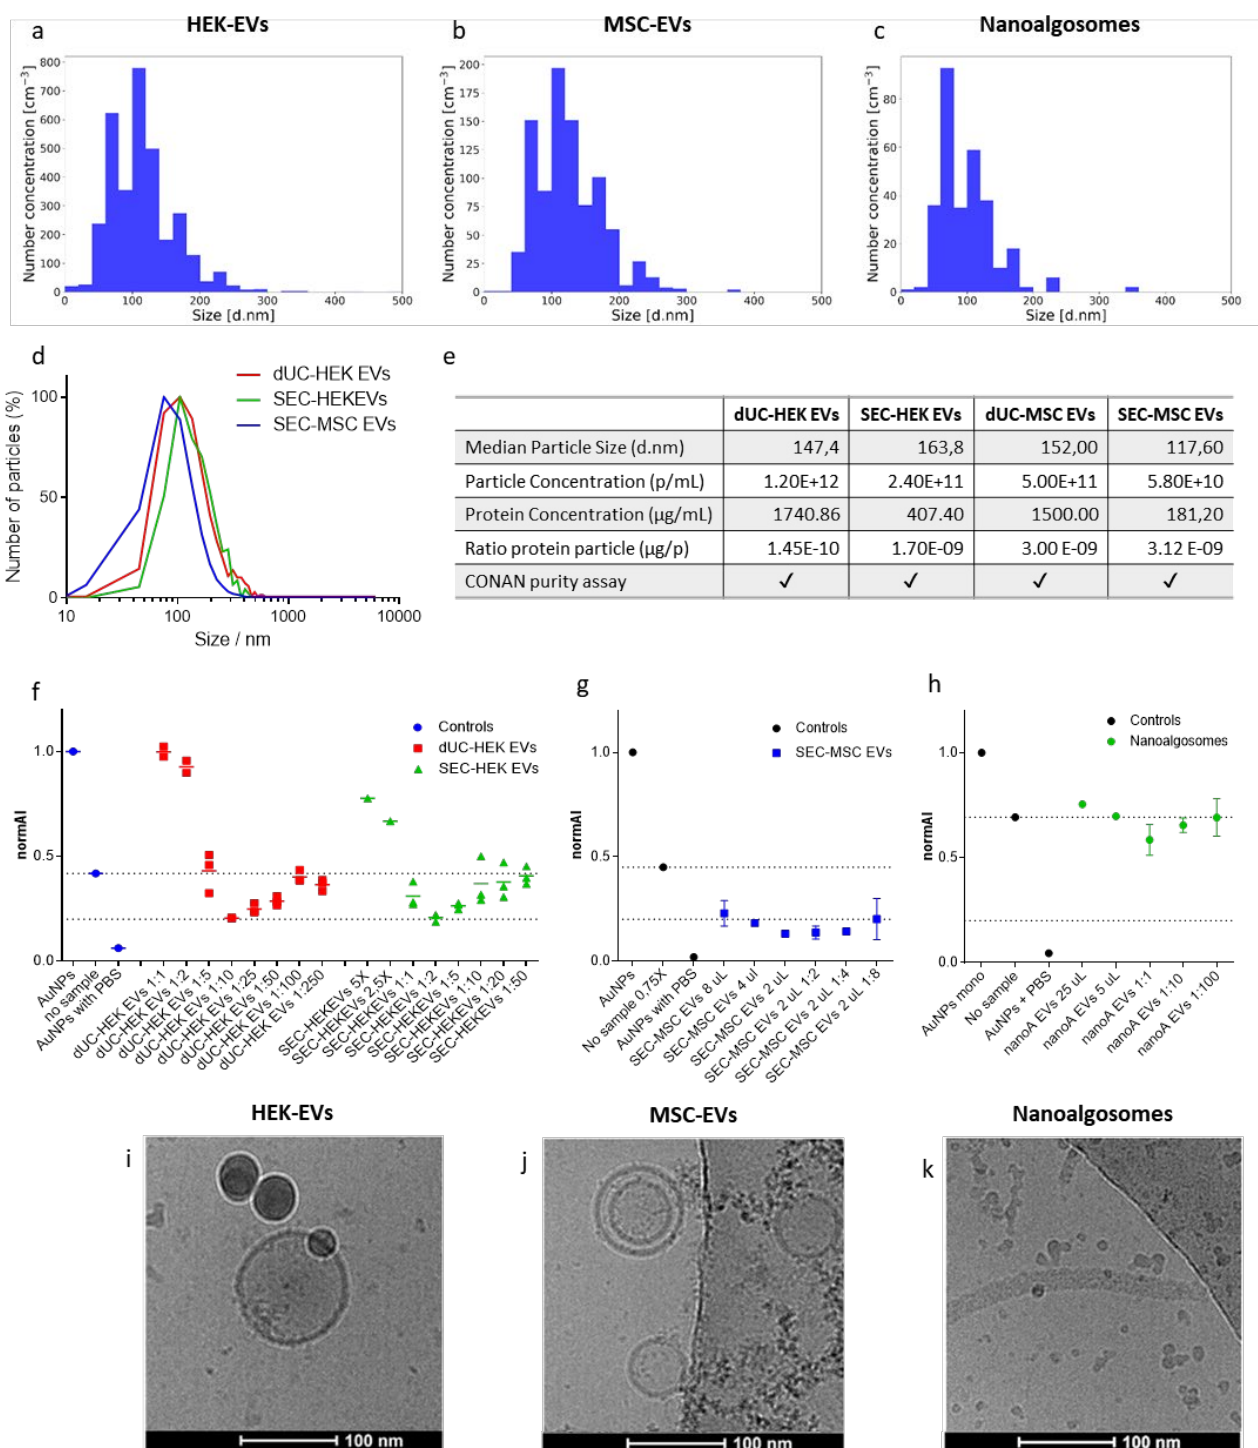 HEK-EVs
MSC-EVs
Nanoalgosomes
a
b
c
Number concentration [cm⁻³]
800
700
600
500
400
300
200
100
0
0 100 200 300 400 500
Size [d.nm]
Number concentration [cm⁻³]
200
175
150
125
100
75
50
25
0
0 100 200 300 400 500
Size [d.nm]
Number concentration [cm⁻³]
80
60
40
20
0
0 100 200 300 400 500
Size [d.nm]
d
Number of particles (%)
100
50
0
10 100 1000 10000
Size / nm
dUC-HEK EVs
SEC-HEKEVs
SEC-MSC EVs
e
dUC-HEK EVs SEC-HEK EVs dUC-MSC EVs SEC-MSC EVs
Median Particle Size (d.nm) 147,4 163,8 152,00 117,60
Particle Concentration (p/mL) 1.20E+12 2.40E+11 5.00E+11 5.80E+10
Protein Concentration (µg/mL) 1740.86 407.40 1500.00 181,20
Ratio protein particle (µg/p) 1.45E-10 1.70E-09 3.00 E-09 3.12 E-09
CONAN purity assay ✓ ✓ ✓ ✓
f
normAI
1.0
0.5
0.0
Controls
dUC-HEK EVs
SEC-HEK EVs
AuNPs
no sample
AuNPs with PBS
dUC-HEK EVs 1:1
dUC-HEK EVs 1:2
dUC-HEK EVs 1:5
dUC-HEK EVs 1:10
dUC-HEK EVs 1:25
dUC-HEK EVs 1:50
dUC-HEK EVs 1:100
dUC-HEK EVs 1:250
SEC-HEKEVs 5X
SEC-HEKEVs 2.5X
SEC-HEKEVs 1:1
SEC-HEKEVs 1:2
SEC-HEKEVs 1:5
SEC-HEKEVs 1:10
SEC-HEKEVs 1:20
SEC-HEKEVs 1:50
g
normAI
1.0
0.5
0.0
Controls
SEC-MSC EVs
AuNPs
No sample 0,75X
AuNPs with PBS
SEC-MSC EVs 8 uL
SEC-MSC EVs 4 ul
SEC-MSC EVs 2 uL
SEC-MSC EVs 2 uL 1:2
SEC-MSC EVs 2 uL 1:4
SEC-MSC EVs 2 uL 1:8
h
normAI
1.0
0.5
0.0
Controls
Nanoalgosomes
AuNPs mono
No sample
AuNPs + PBS
nanoA EVs 25 uL
nanoA EVs 5 uL
nanoA EVs 1:1
nanoA EVs 1:10
nanoA EVs 1:100
HEK-EVs
MSC-EVs
Nanoalgosomes
i
j
k
100 nm
100 nm
100 nm